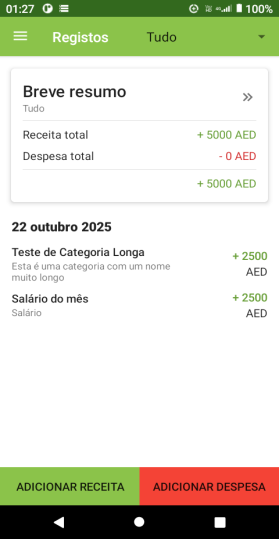 01:27 100%
Registos Tudo
Breve resumo
Tudo
Receita total + 5000 AED
Despesa total - 0 AED
+ 5000 AED
22 outubro 2025
Teste de Categoria Longa + 2500
Esta é uma categoria com um nome AED
muito longo
Salário do mês + 2500
Salário AED
ADICIONAR RECEITA ADICIONAR DESPESA